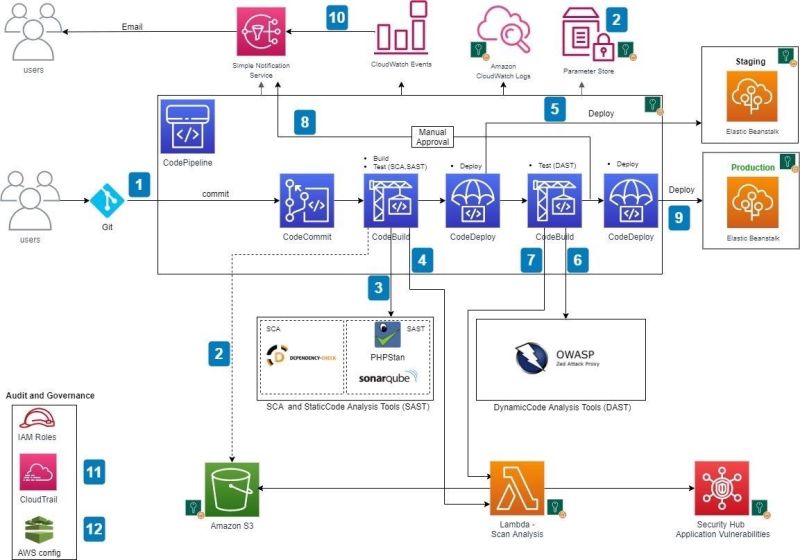 10
2
Email
users
Simple Notification
Service
CloudWatch Events
Amazon
CloudWatch Logs
Parameter Store
Staging
Elastic Beanstalk
5
Deploy
8
Manual
Approval
CodePipeline
Build
Test (SCA,SAST)
Deploy
Test (DAST)
Deploy
Production
Elastic Beanstalk
1
commit
Git
users
CodeCommit
CodeBuild
CodeDeploy
CodeBuild
CodeDeploy
Deploy
9
3
4
7
6
2
SCA
DEPENDENCY-CHECK
SAST
PHPStan
sonarqube
SCA and StaticCode Analysis Tools (SAST)
OWASP
Zed Attack Proxy
DynamicCode Analysis Tools (DAST)
Audit and Governance
IAM Roles
CloudTrail
11
AWS config
12
Amazon S3
Lambda -
Scan Analysis
Security Hub
Application Vulnerabilities